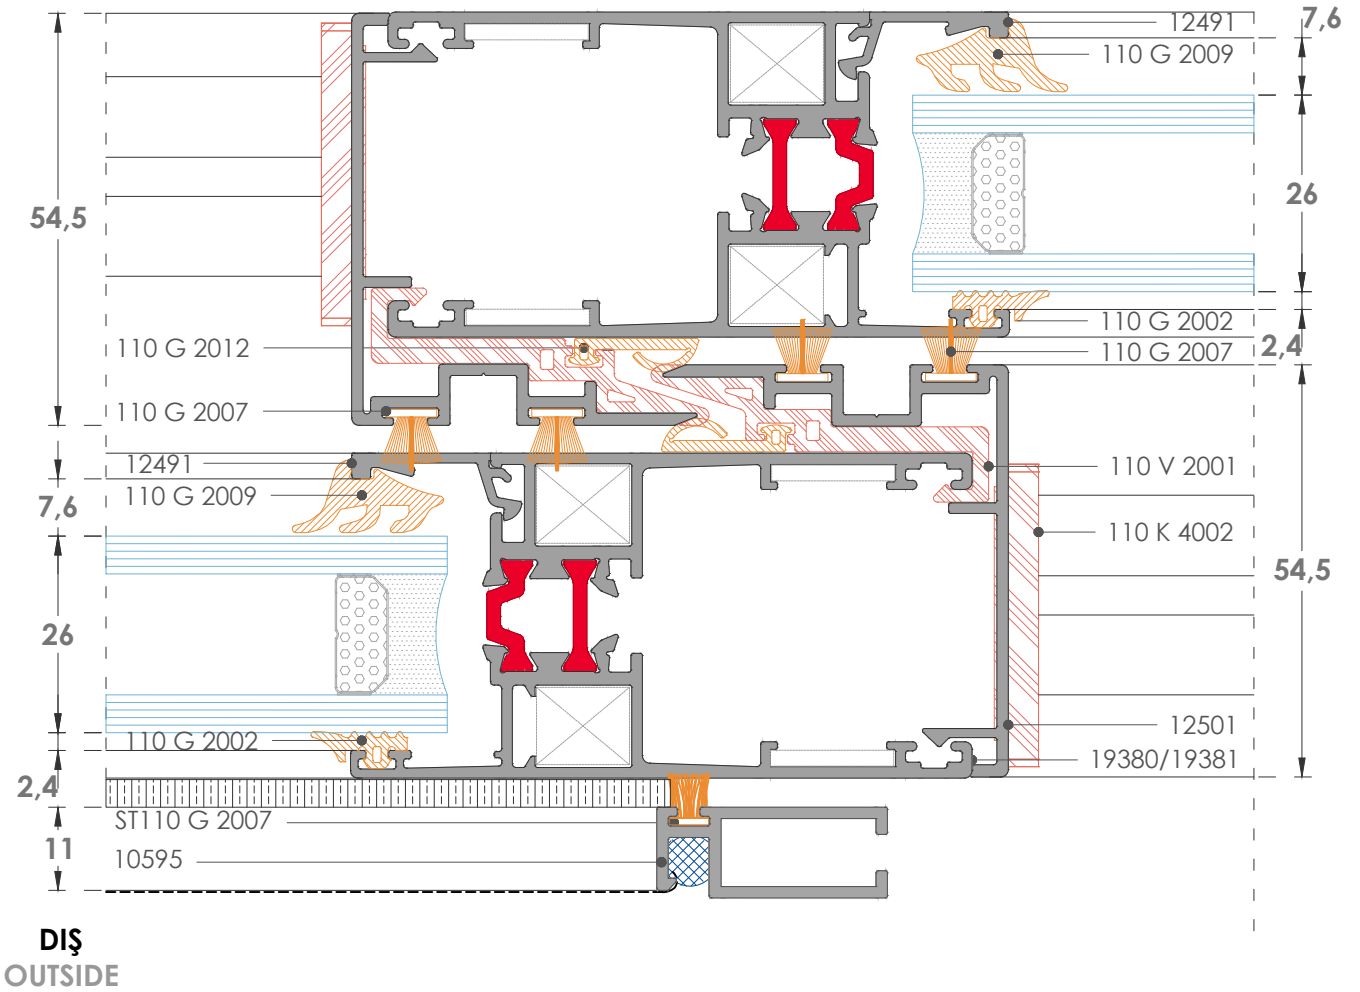 12491
7,6
110 G 2009
26
54,5
110 G 2002
110 G 2012
110 G 2007
2,4
110 G 2007
12491
110 V 2001
110 G 2009
7,6
110 K 4002
54,5
26
12501
110 G 2002
19380/19381
2,4
ST110 G 2007
11
10595
DIŞ
OUTSIDE